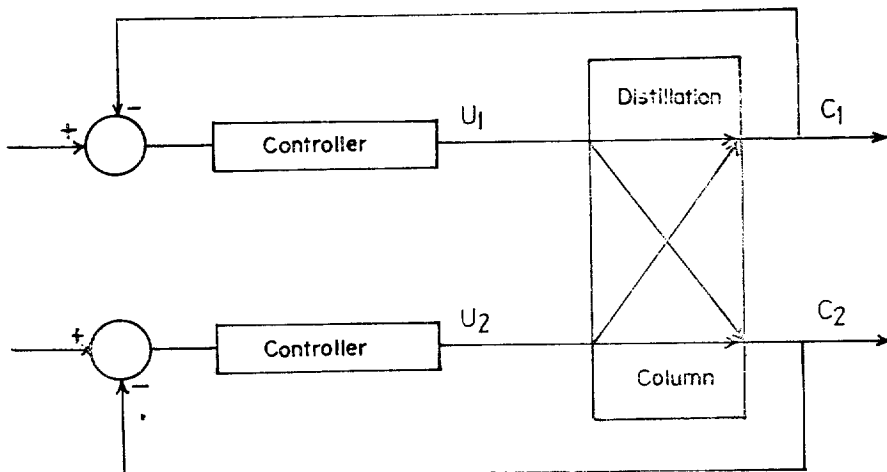 −
Distillation
+
Controller
U1
C1
+
Controller
U2
C2
−
Column